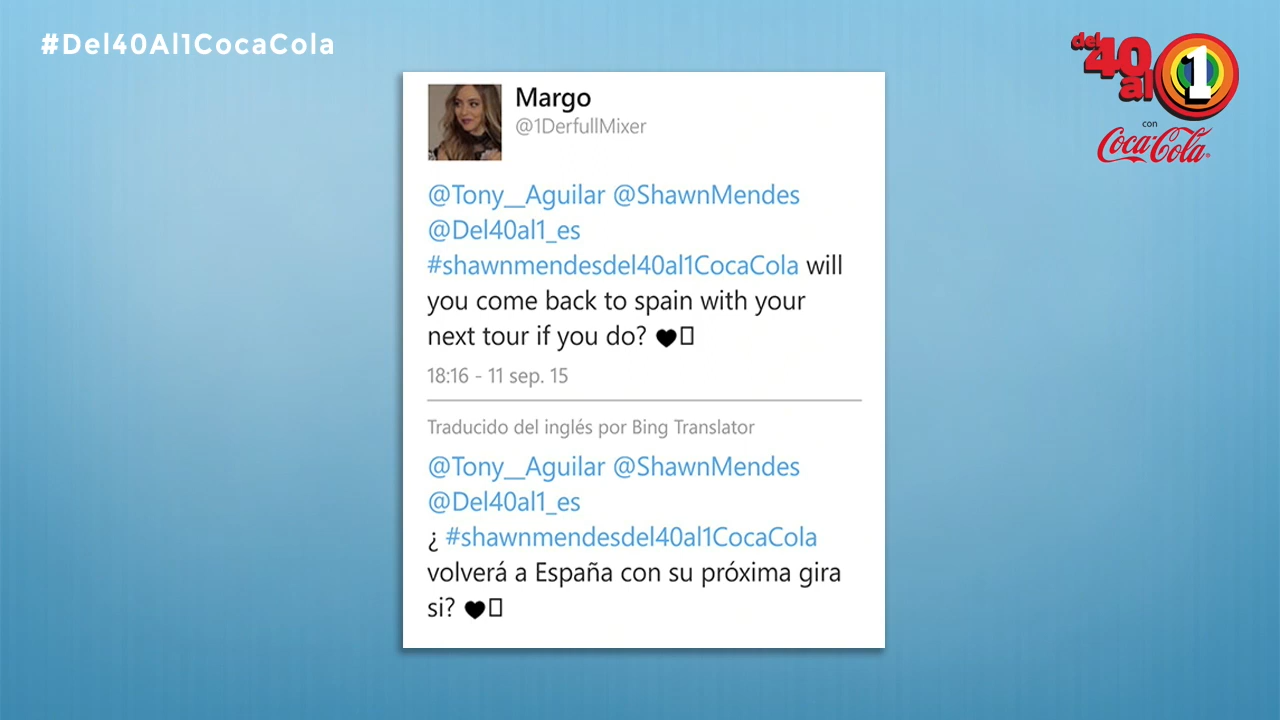 #Del40Al1CocaCola
del
40
al
1
con
Coca-Cola
Margo
@1DerfullMixer
@Tony__Aguilar @ShawnMendes
@Del40al1_es
#shawnmendesdel40al1CocaCola will
you come back to spain with your
next tour if you do? ♥▯
18:16 - 11 sep. 15
Traducido del inglés por Bing Translator
@Tony__Aguilar @ShawnMendes
@Del40al1_es
¿ #shawnmendesdel40al1CocaCola
volverá a España con su próxima gira
si? ♥▯